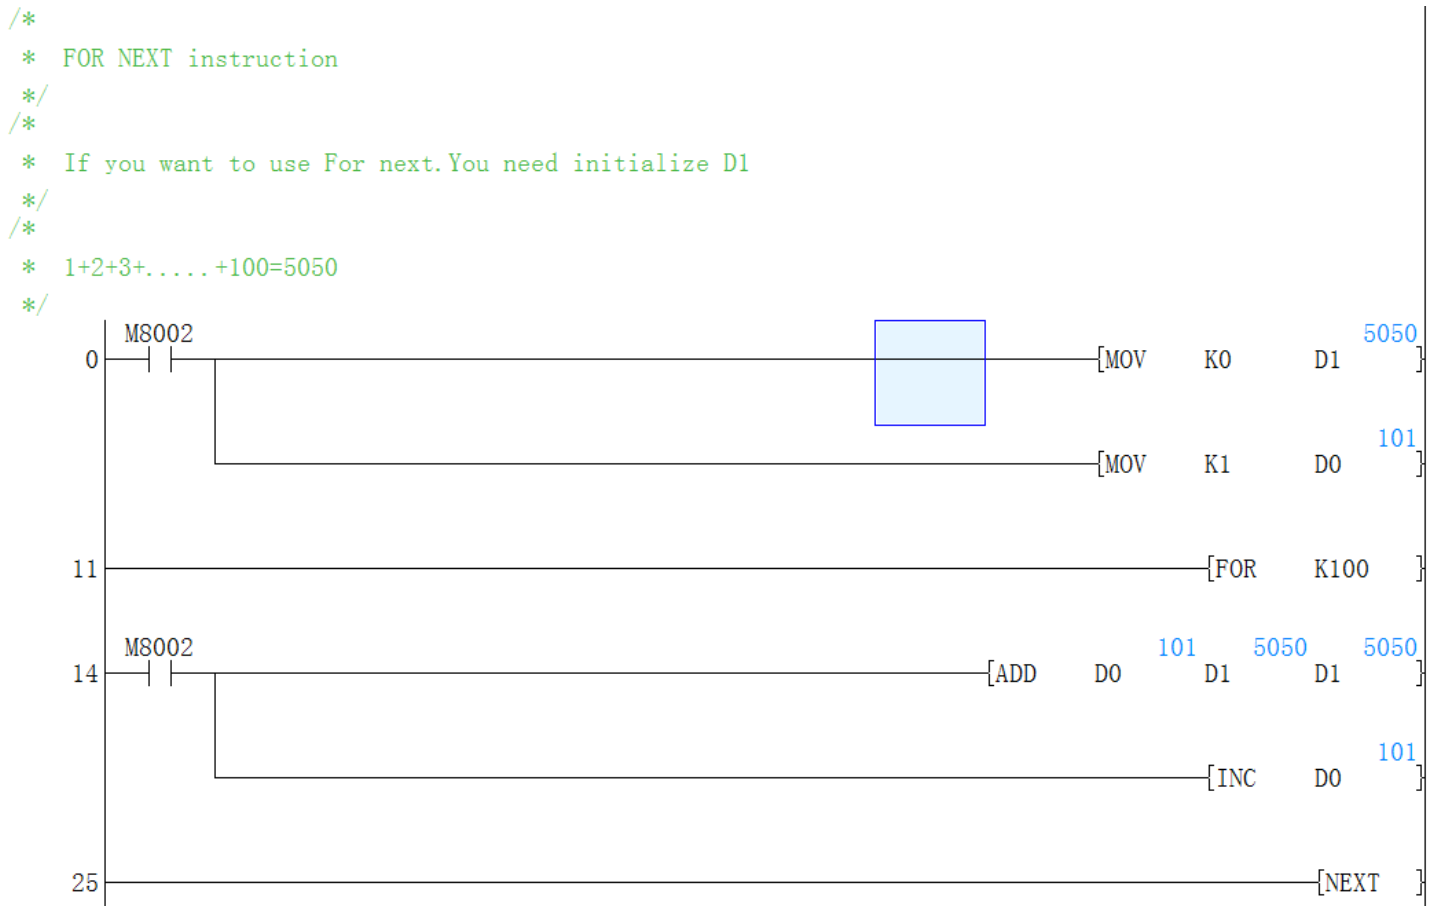 /*
* FOR NEXT instruction
*/
/*
* If you want to use For next.You need initialize D1
*/
/*
* 1+2+3+.....+100=5050
*/
M8002 5050
0 [MOV K0 D1 ]
101
[MOV K1 D0 ]
11 [FOR K100 ]
M8002 101 5050 5050
14 [ADD D0 D1 D1 ]
101
[INC D0 ]
25 [NEXT ]